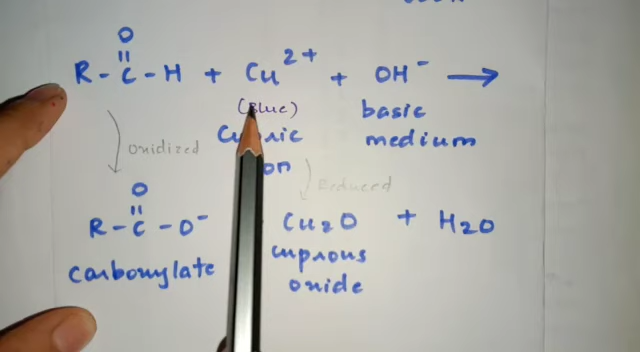 O
||
R - C - H + Cu2+ + OH- ⟶
(Blue) basic
medium
oxidized
reduced
O
||
R - C - O- Cu2O + H2O
carboxylate cuprous
oxide